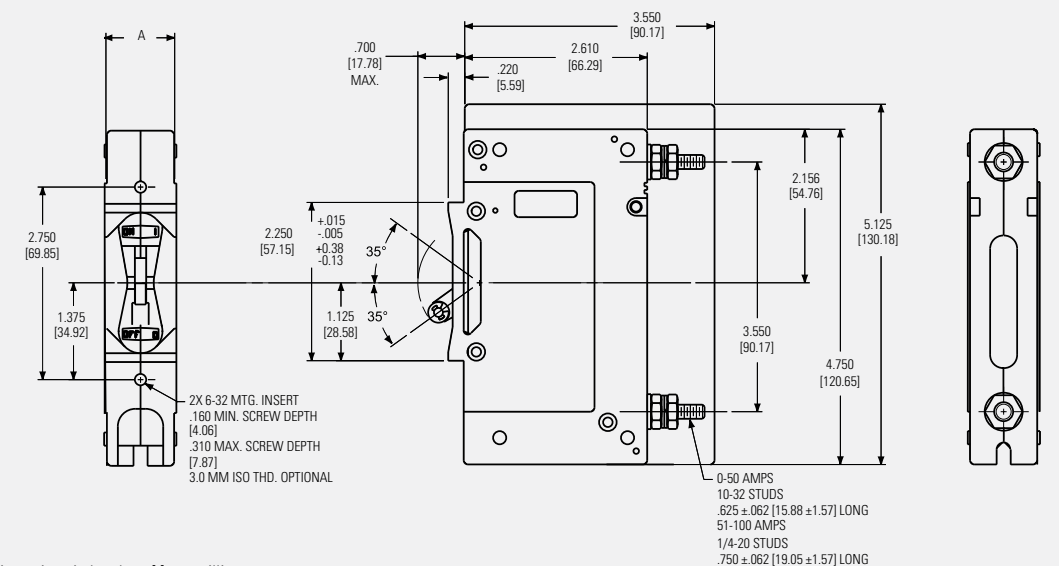 A
2.750
[69.85]
1.375
[34.92]
ON I
OFF O
2X 6-32 MTG. INSERT
.160 MIN. SCREW DEPTH
[4.06]
.310 MAX. SCREW DEPTH
[7.87]
3.0 MM ISO THD. OPTIONAL
3.550
[90.17]
.700
[17.78]
MAX.
2.610
[66.29]
.220
[5.59]
2.250
[57.15]
+.015
-.005
+0.38
-0.13
35°
35°
1.125
[28.58]
2.156
[54.76]
5.125
[130.18]
3.550
[90.17]
4.750
[120.65]
0-50 AMPS
10-32 STUDS
.625 ±.062 [15.88 ±1.57] LONG
51-100 AMPS
1/4-20 STUDS
.750 ±.062 [19.05 ±1.57] LONG